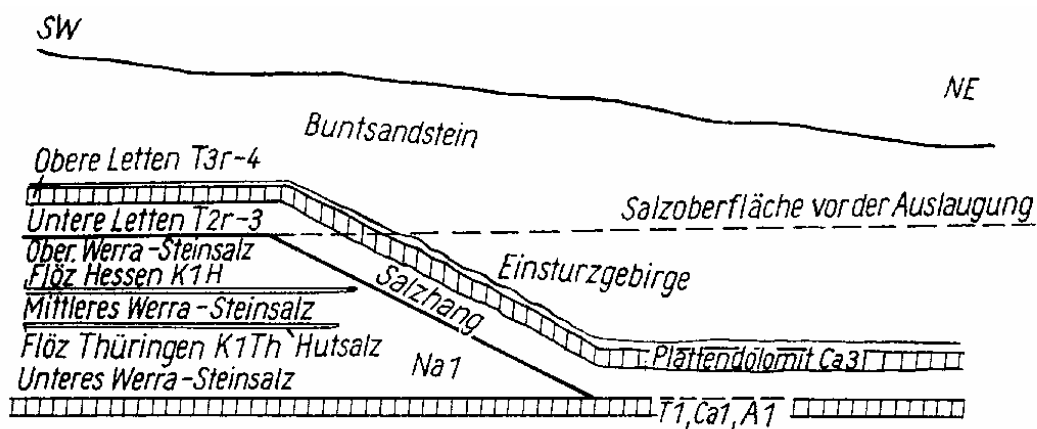 SW
NE
Buntsandstein
Obere Letten T3r-4
Salzoberfläche vor der Auslaugung
Untere Letten T2r-3
Ober. Werra-Steinsalz
Einsturzgebirge
Flöz Hessen K1H
Salzhang
Mittleres Werra-Steinsalz
Flöz Thüringen K1Th Hutsalz
Plattendolomit Ca3
Na1
Unteres Werra-Steinsalz
T1, Ca1, A1